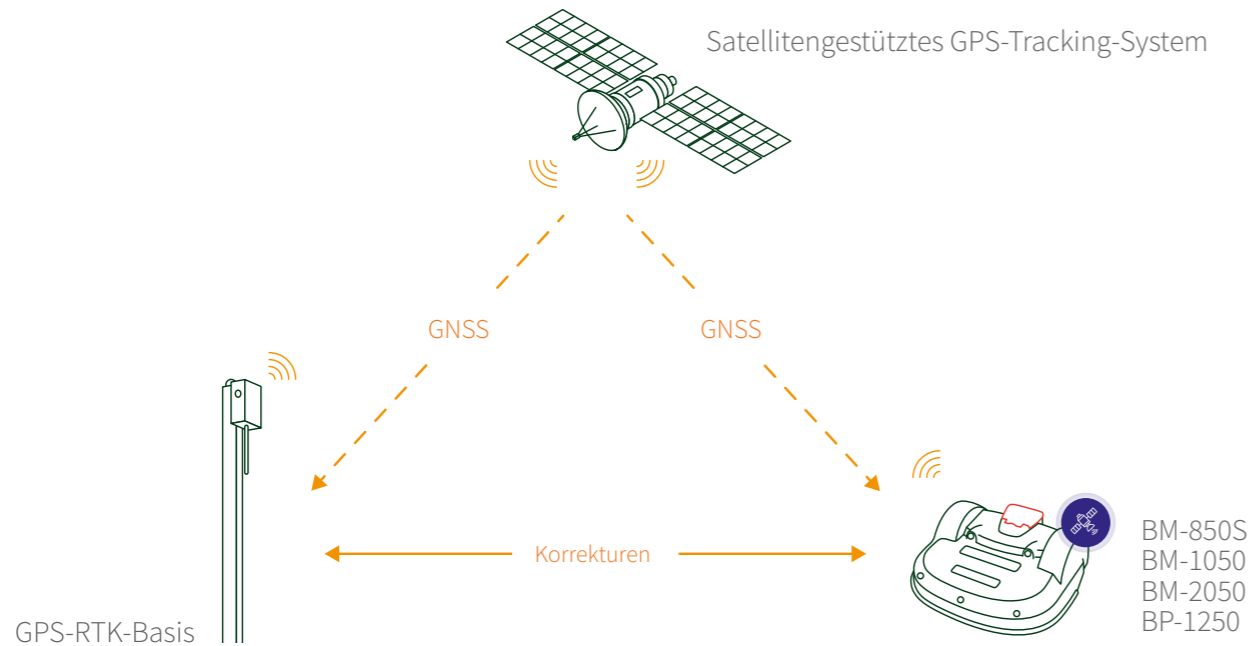 Satellitengestütztes GPS-Tracking-System
GNSS
GNSS
Korrekturen
BM-850S
BM-1050
BM-2050
BP-1250
GPS-RTK-Basis